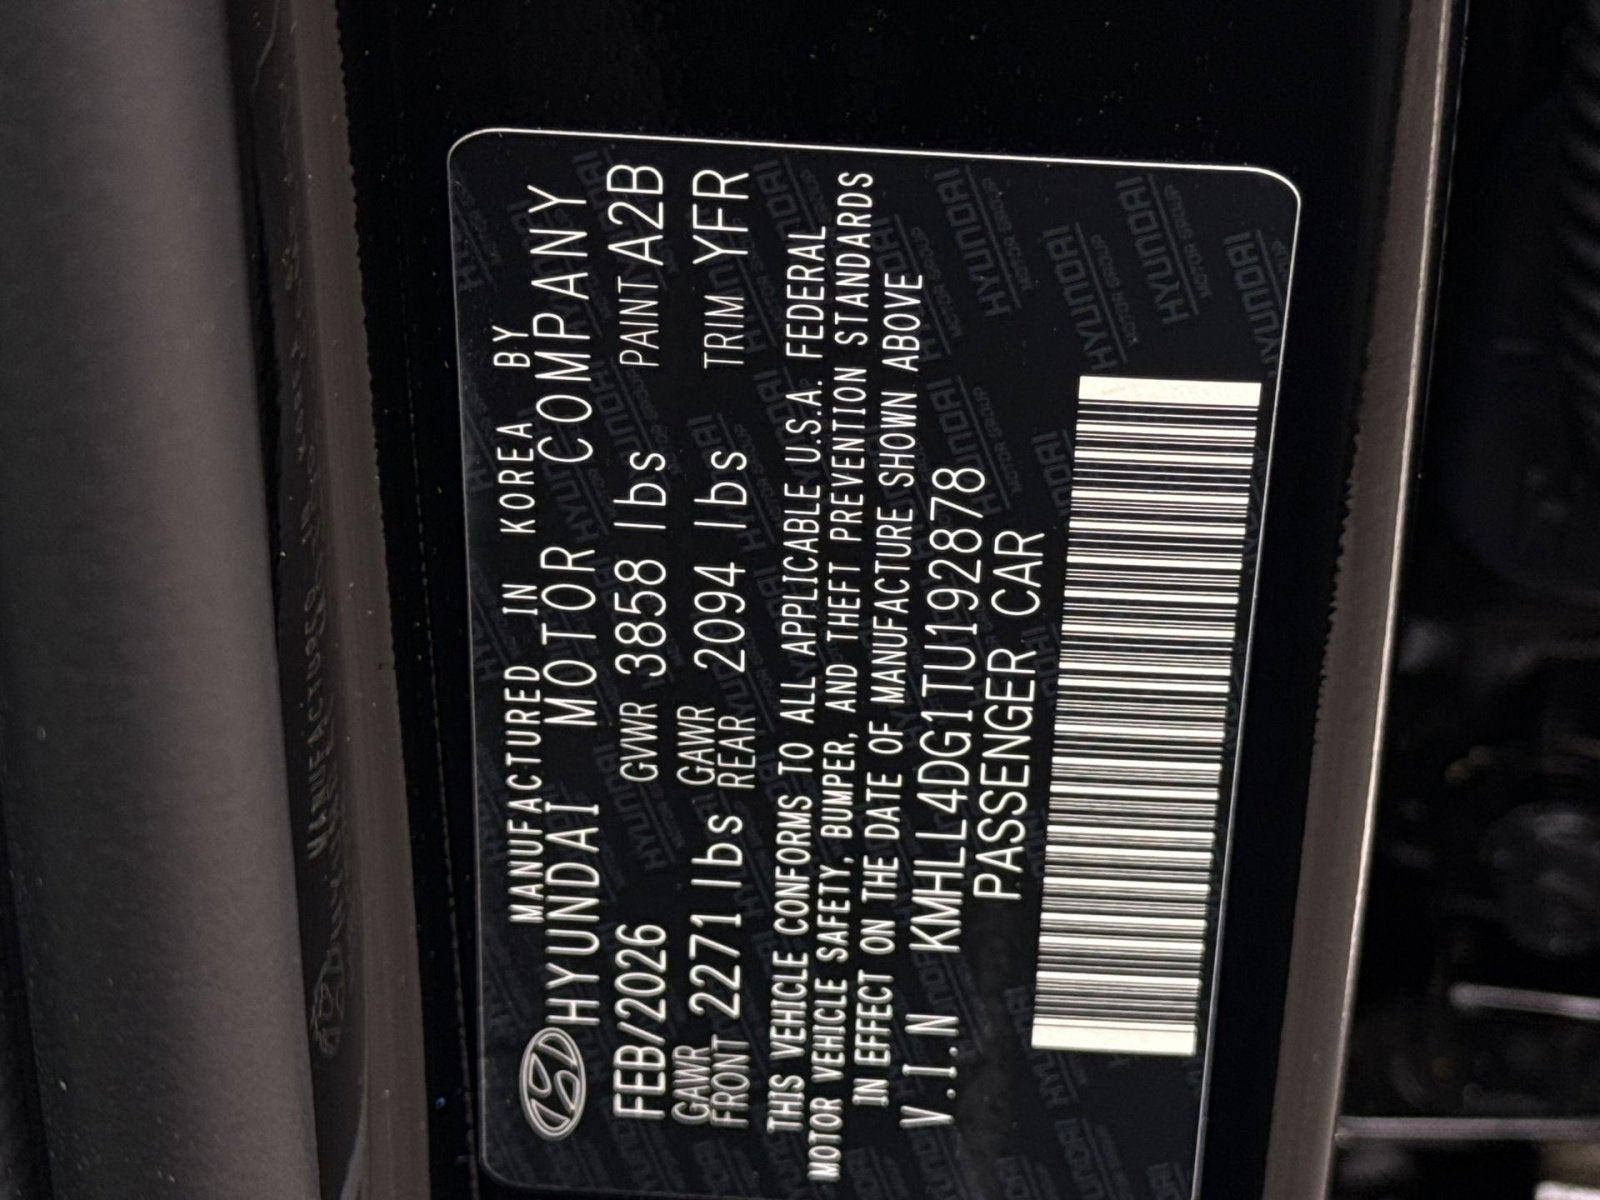 MANUFACTURED IN KOREA BY
HYUNDAI MOTOR COMPANY
FEB/2026 GVWR 3858 lbs PAINT A2B
GAWR FRONT 2271 lbs GAWR REAR 2094 lbs TRIM YFR
THIS VEHICLE CONFORMS TO ALL APPLICABLE U.S.A. FEDERAL
MOTOR VEHICLE SAFETY, BUMPER, AND THEFT PREVENTION STANDARDS
IN EFFECT ON THE DATE OF MANUFACTURE SHOWN ABOVE
V.I.N KMHLL4DG1TU192878
PASSENGER CAR